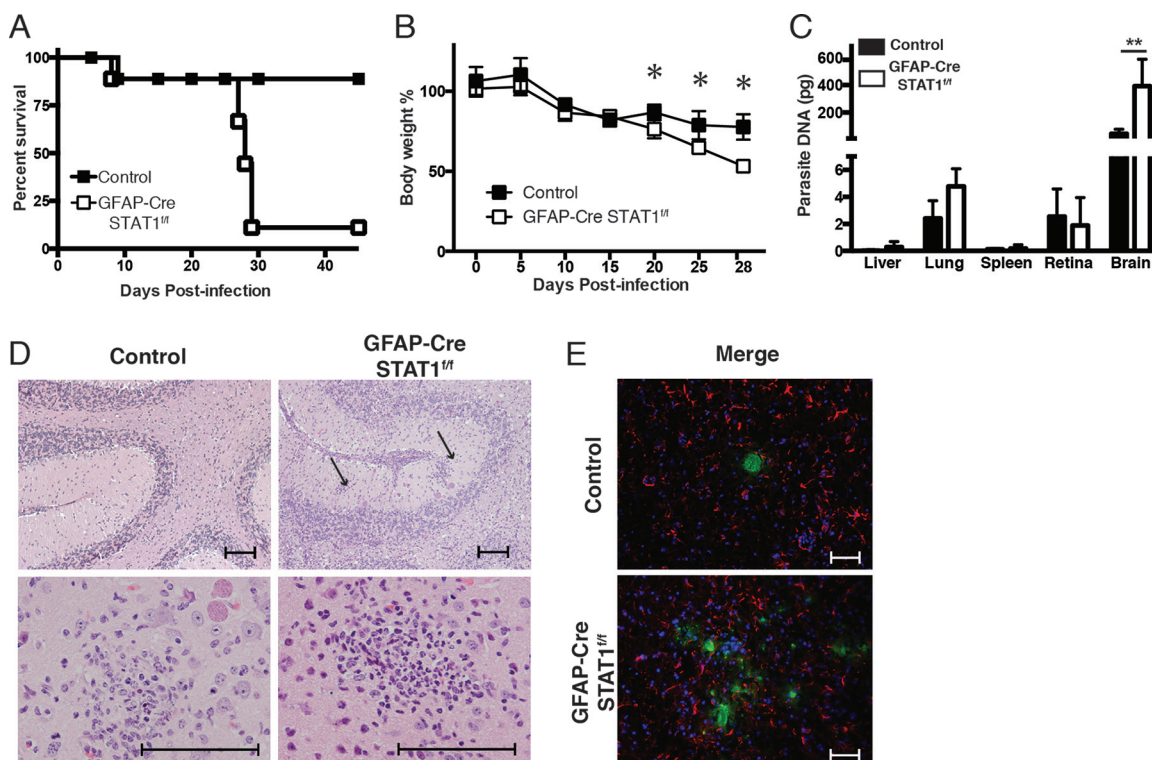 A
Percent survival
100
75
50
25
0
Control
GFAP-Cre
STAT1f/f
0 10 20 30 40
Days Post-infection
B
Body weight %
100
50
0
* * *
Control
GFAP-Cre STAT1f/f
0 5 10 15 20 25 28
Days Post-infection
C
Parasite DNA (pg)
600
400
200
6
4
2
0
Control
GFAP-Cre
STAT1f/f
**
Liver Lung Spleen Retina Brain
D
Control
GFAP-Cre
STAT1f/f
E
Merge
Control
GFAP-Cre
STAT1f/f